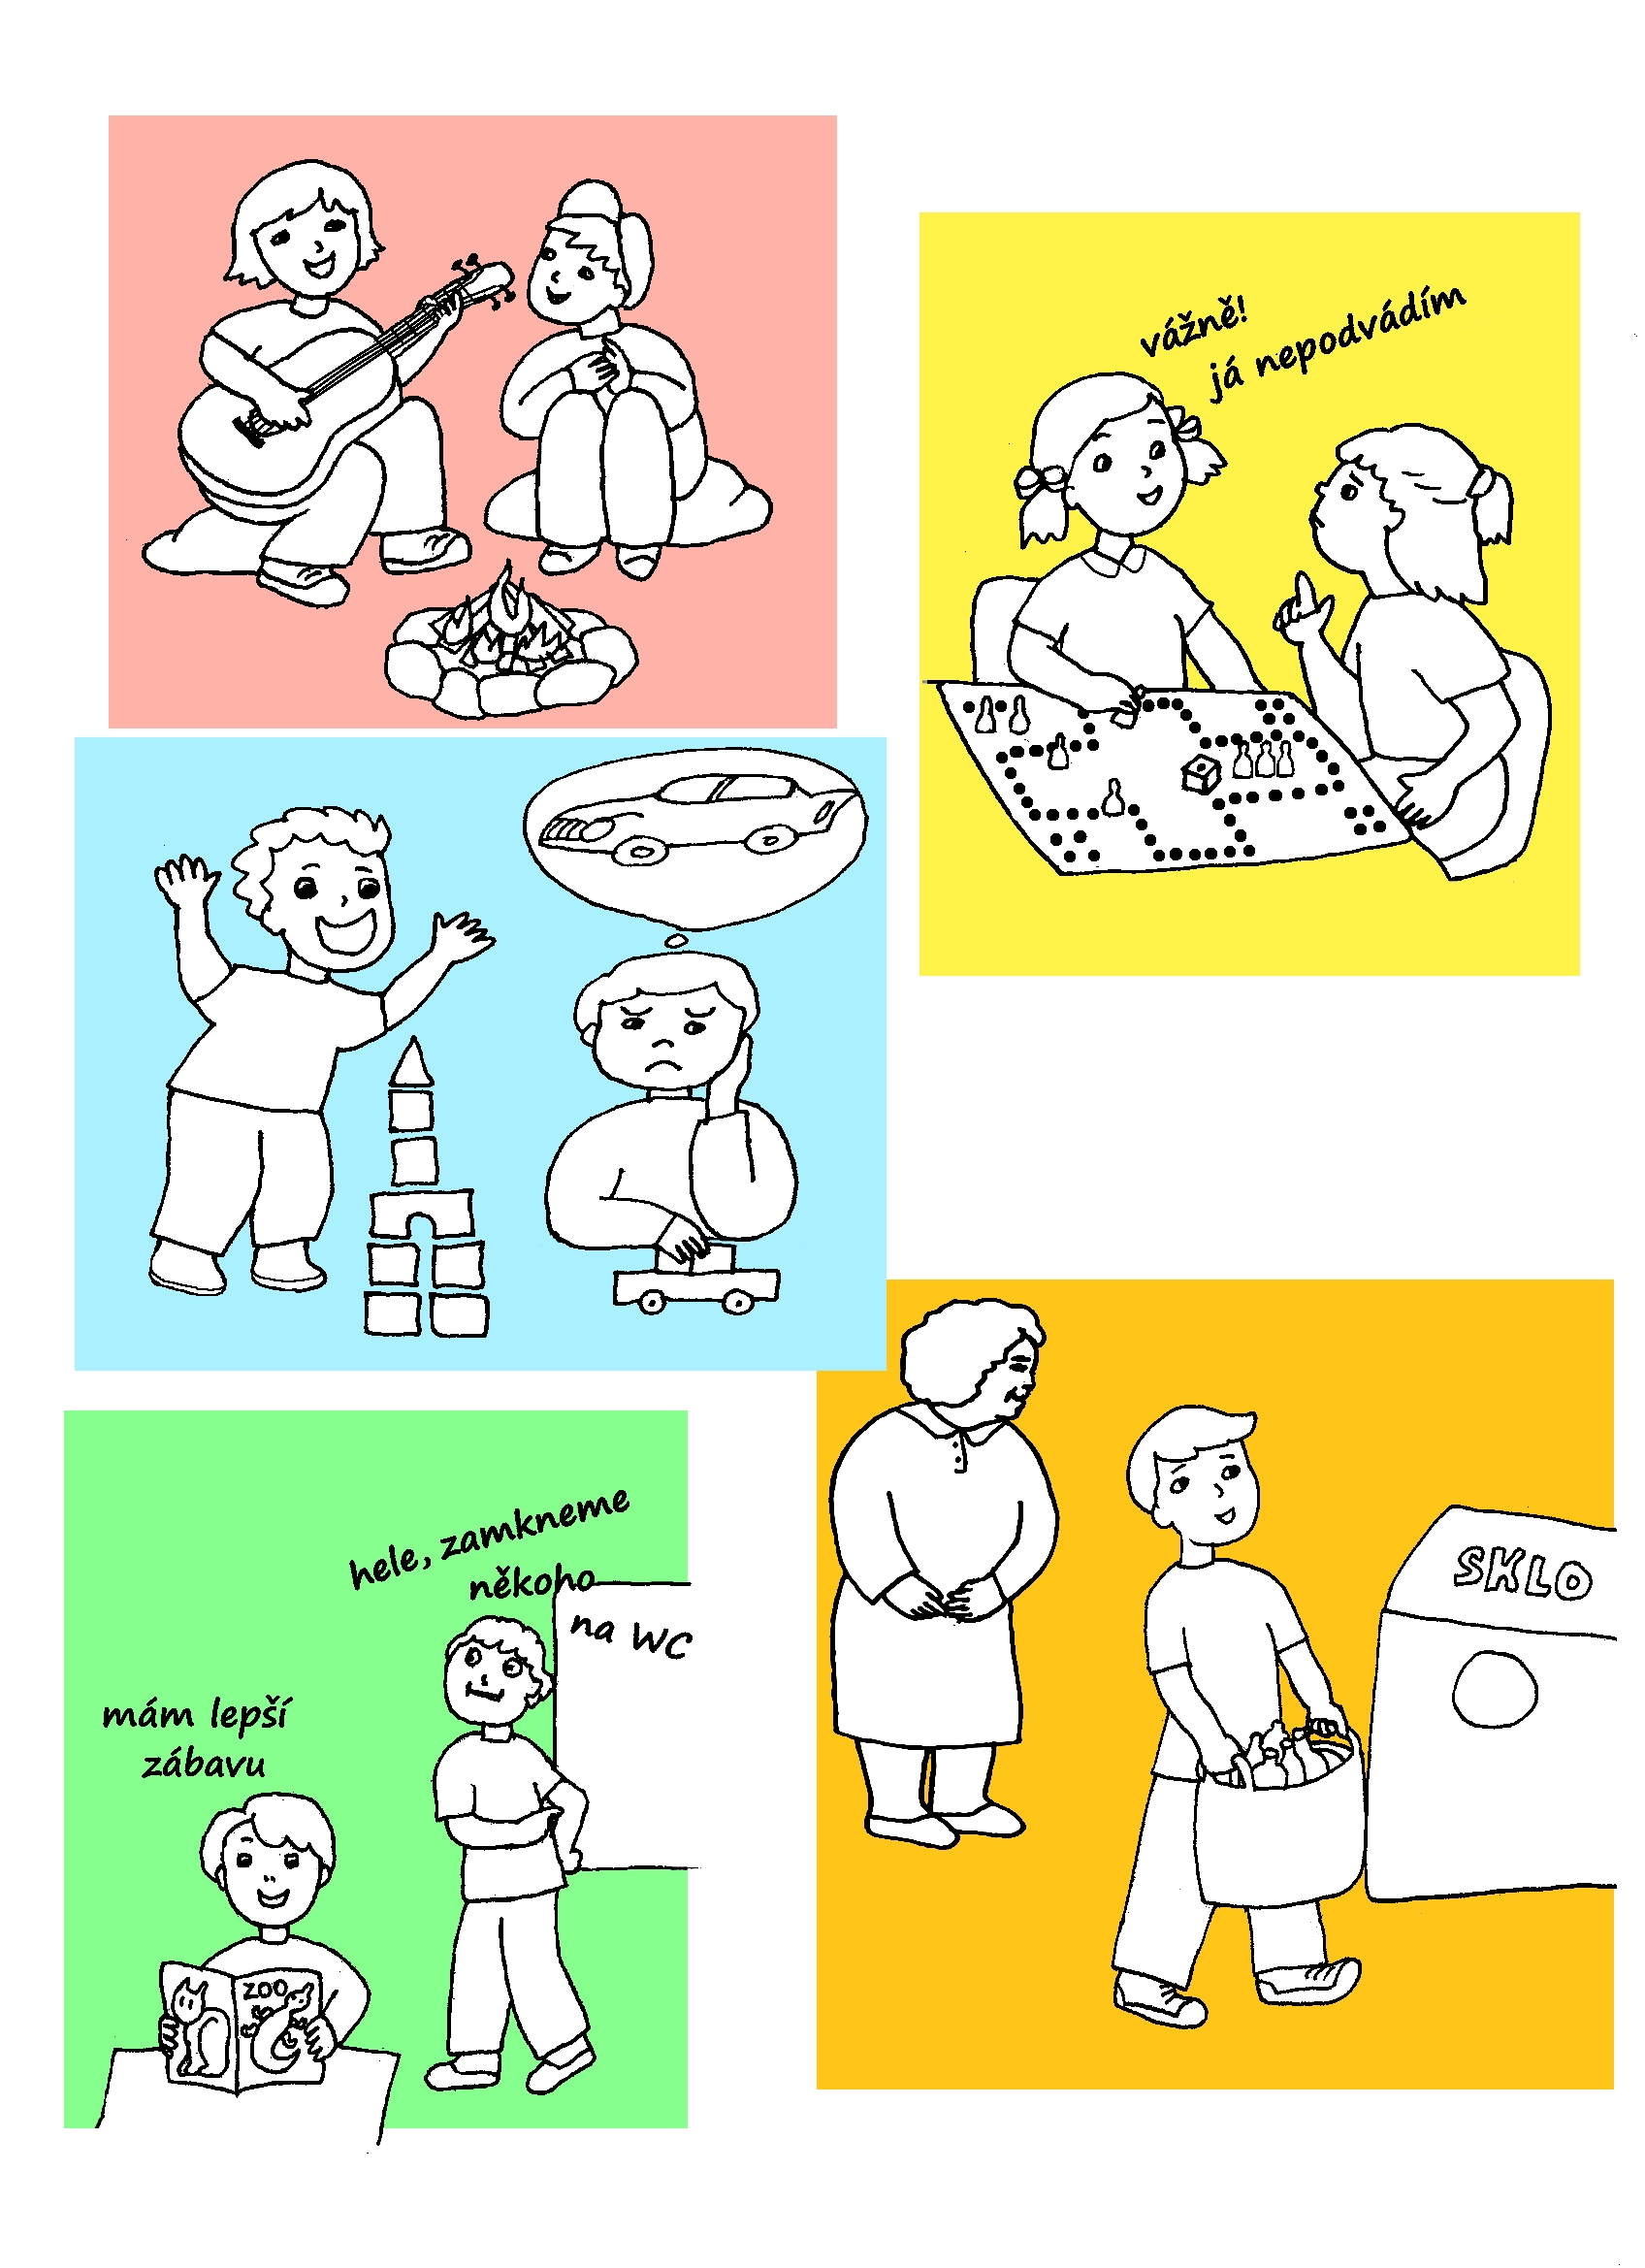 vážně!
já nepodvádím
hele, zamkneme
někoho
na WC
mám lepší
zábavu
ZOO
SKLO